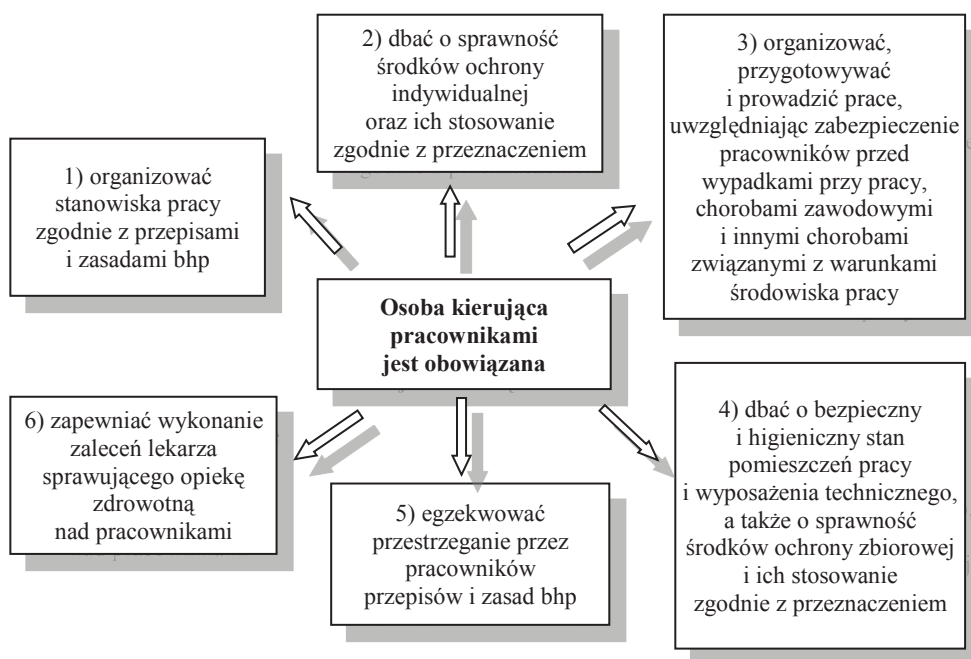 1) organizować
stanowiska pracy
zgodnie z przepisami
i zasadami bhp
2) dbać o sprawność
środków ochrony
indywidualnej
oraz ich stosowanie
zgodnie z przeznaczeniem
3) organizować,
przygotowywać
i prowadzić prace,
uwzględniając zabezpieczenie
pracowników przed
wypadkami przy pracy,
chorobami zawodowymi
i innymi chorobami
związanymi z warunkami
środowiska pracy
Osoba kierująca
pracownikami
jest obowiązana
4) dbać o bezpieczny
i higieniczny stan
pomieszczeń pracy
i wyposażenia technicznego,
a także o sprawność
środków ochrony zbiorowej
i ich stosowanie
zgodnie z przeznaczeniem
5) egzekwować
przestrzeganie przez
pracowników
przepisów i zasad bhp
6) zapewniać wykonanie
zaleceń lekarza
sprawującego opiekę
zdrowotną
nad pracownikami